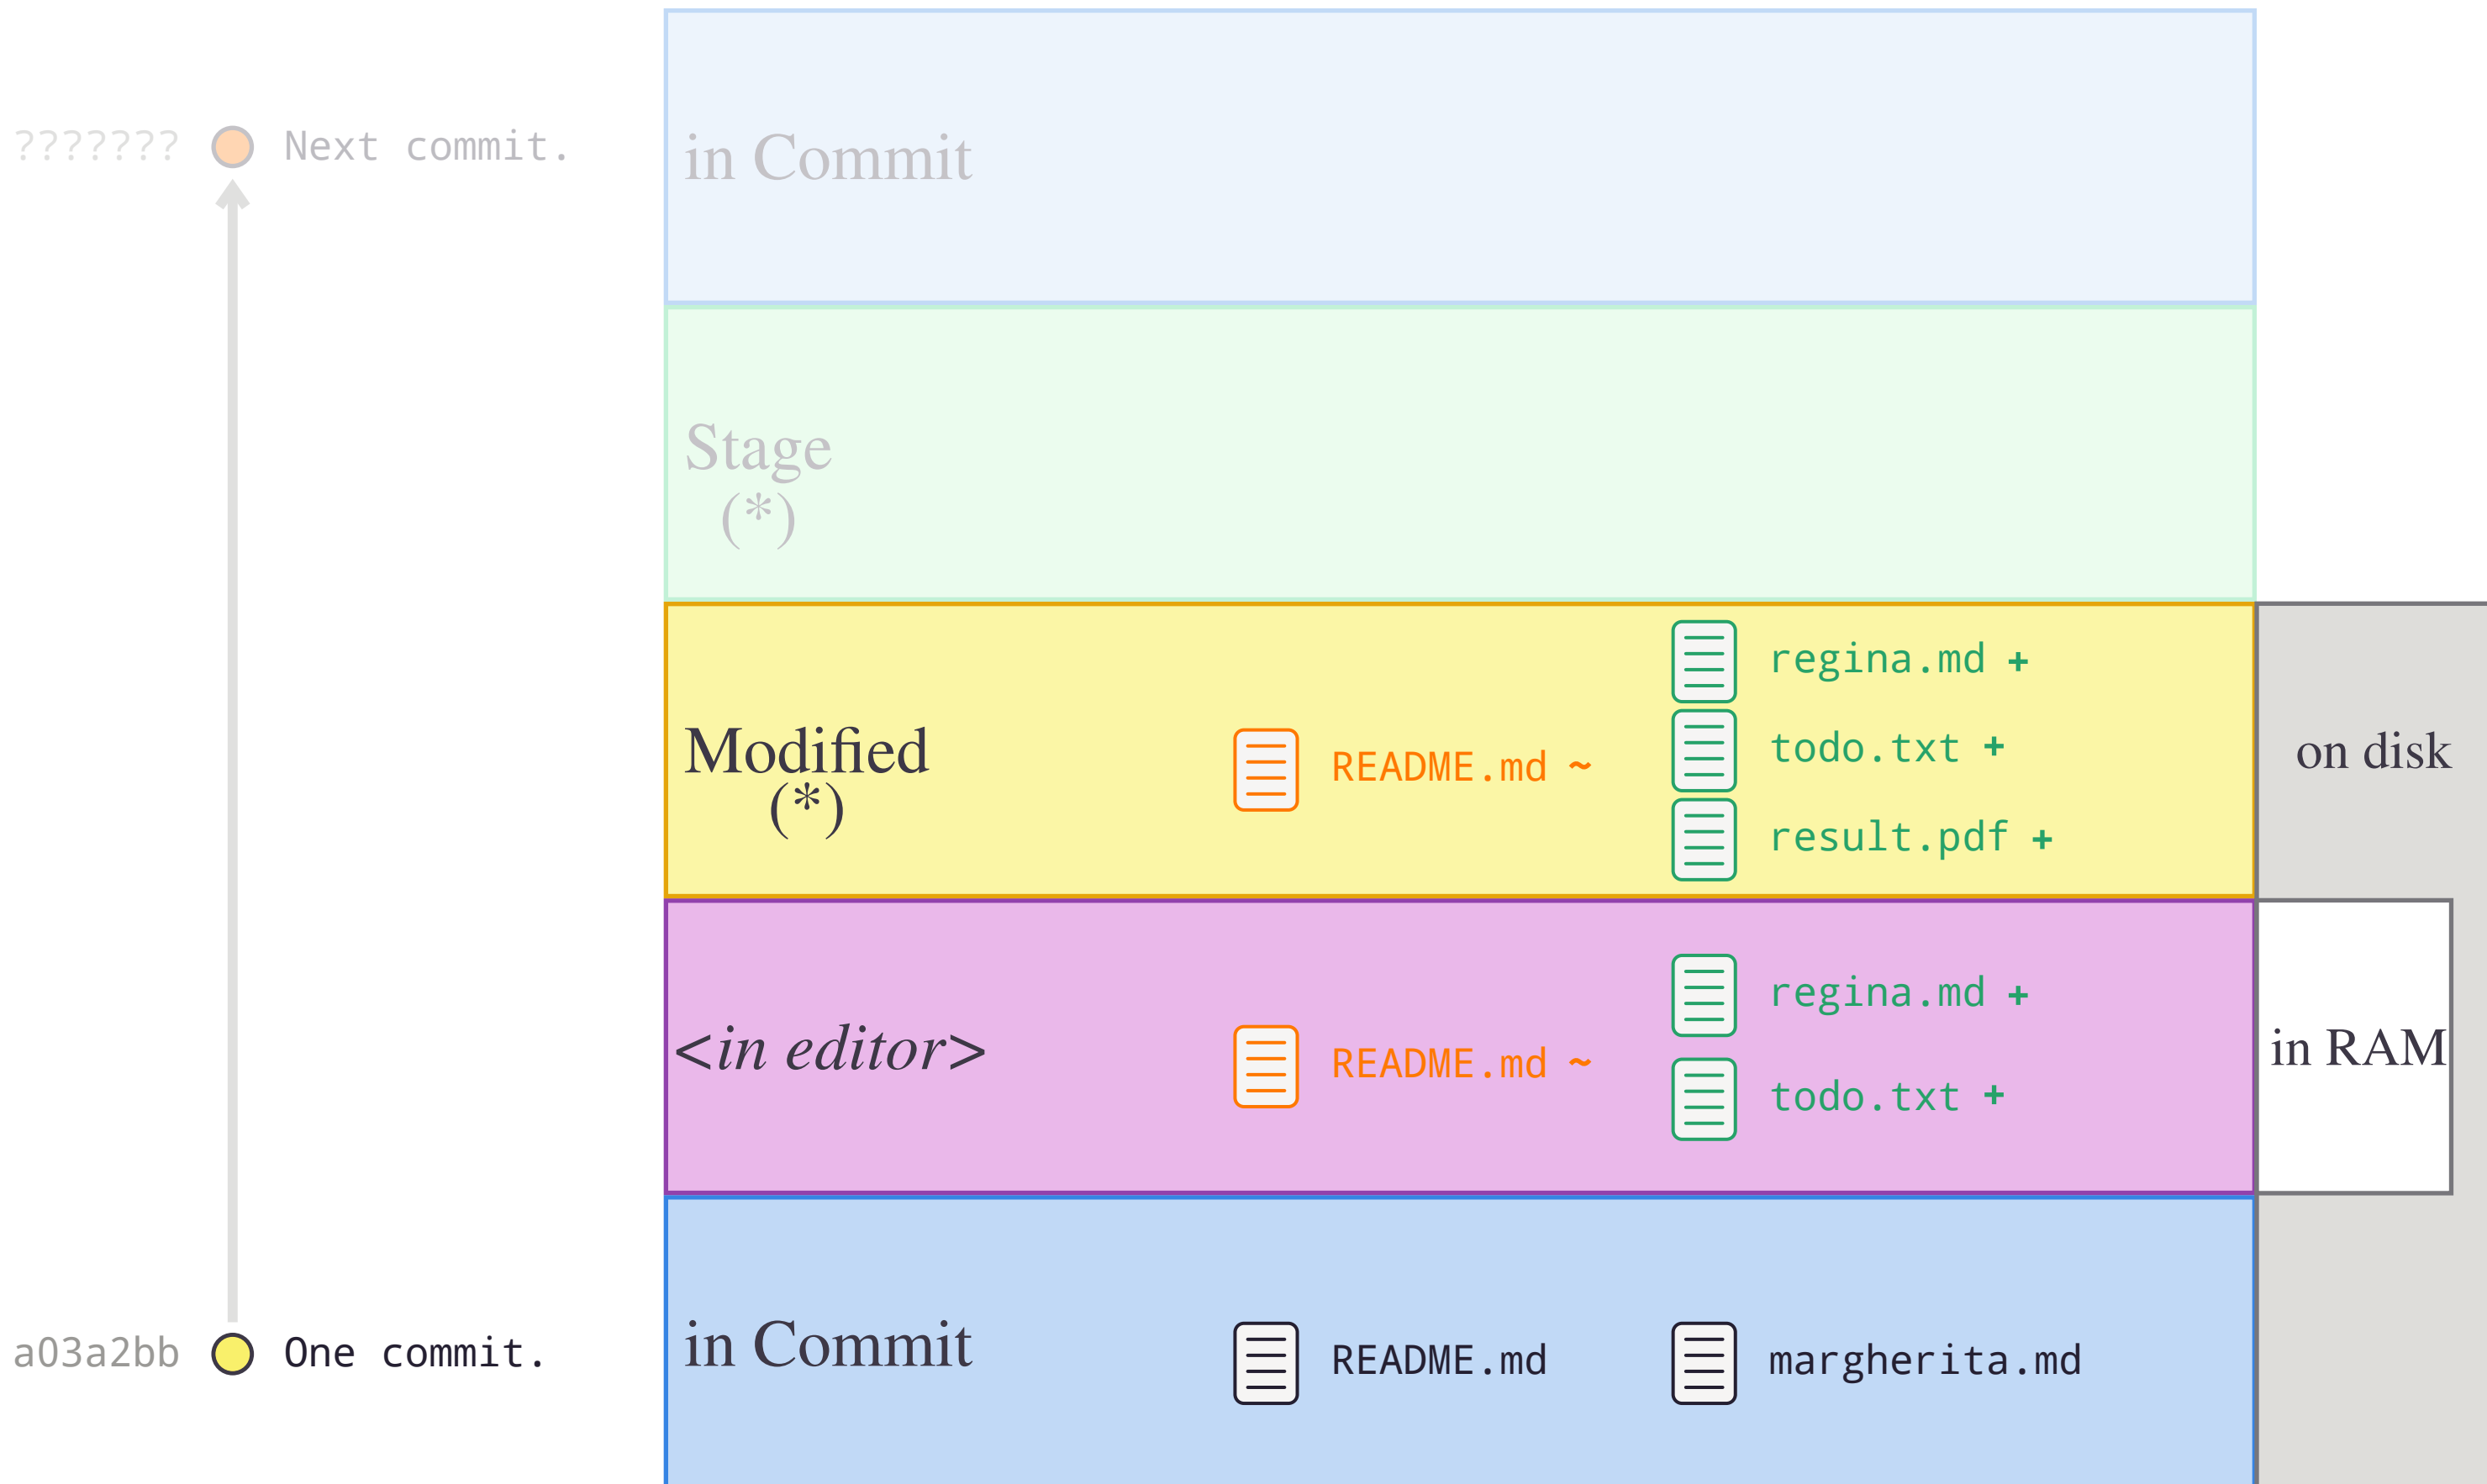 ??????? Next commit.
in Commit
Stage
(*)
Modified
(*)
README.md ~
regina.md +
todo.txt +
result.pdf +
on disk
<in editor>
README.md ~
regina.md +
todo.txt +
in RAM
a03a2bb One commit.
in Commit
README.md
margherita.md